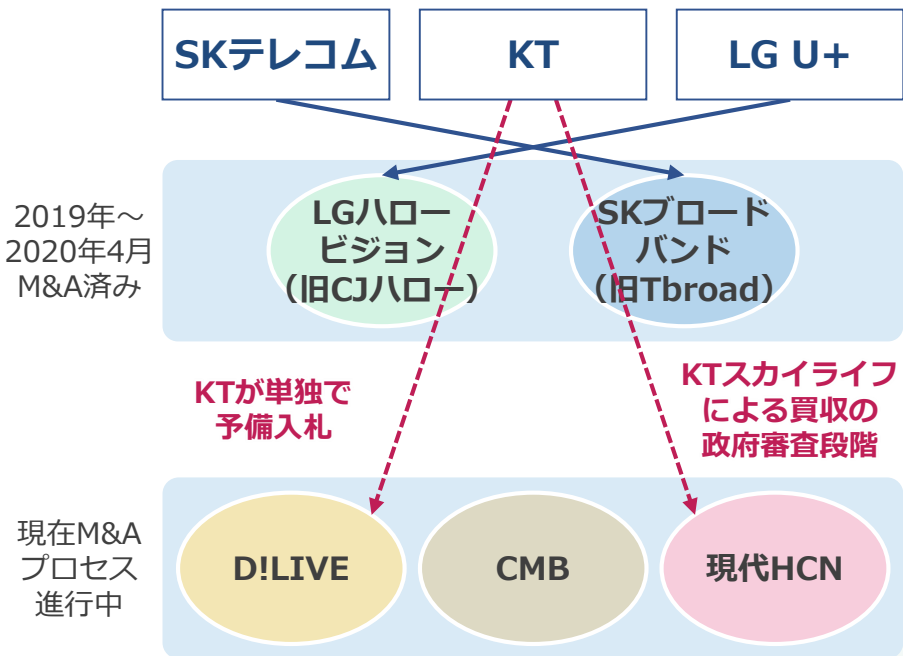 SKテレコム
KT
LG U+
2019年～
2020年4月
M&A済み
LGハロー
ビジョン
（旧CJハロー）
SKブロード
バンド
（旧Tbroad）
KTが単独で
予備入札
KTスカイライフ
による買収の
政府審査段階
現在M&A
プロセス
進行中
D!LIVE
CMB
現代HCN